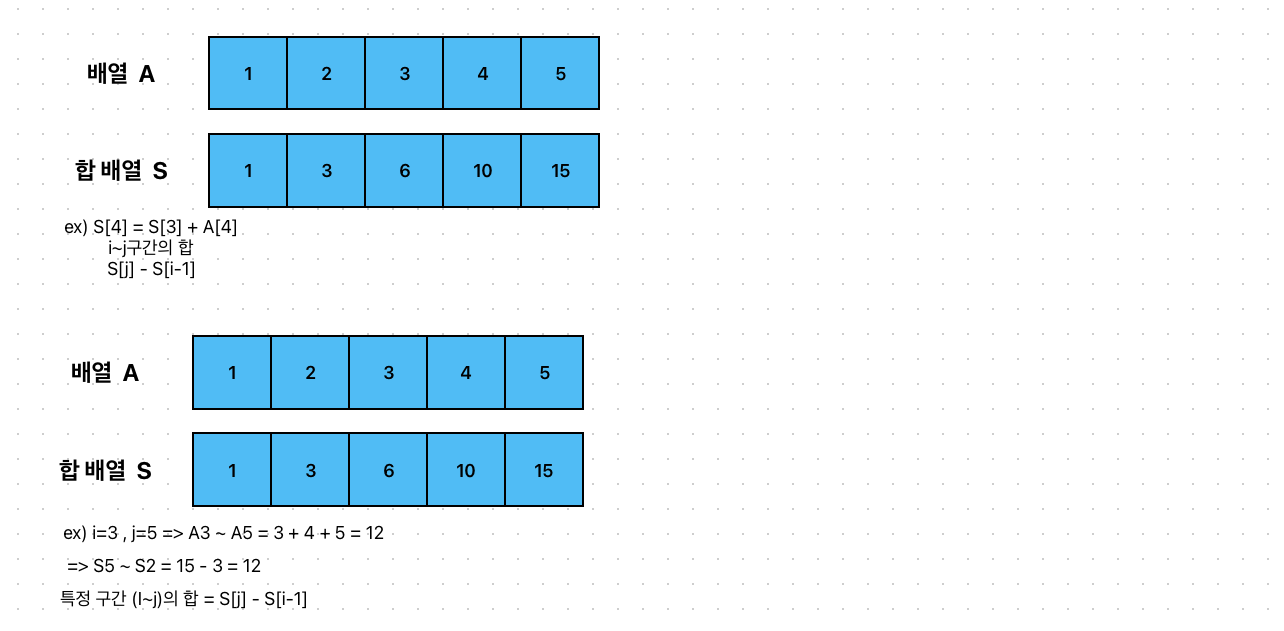 배열 A 1 2 3 4 5
합 배열 S 1 3 6 10 15
ex) S[4] = S[3] + A[4]
i~j구간의 합
S[j] - S[i-1]
배열 A 1 2 3 4 5
합 배열 S 1 3 6 10 15
ex) i=3 , j=5 => A3 ~ A5 = 3 + 4 + 5 = 12
=> S5 ~ S2 = 15 - 3 = 12
특정 구간 (I~j)의 합 = S[j] - S[i-1]